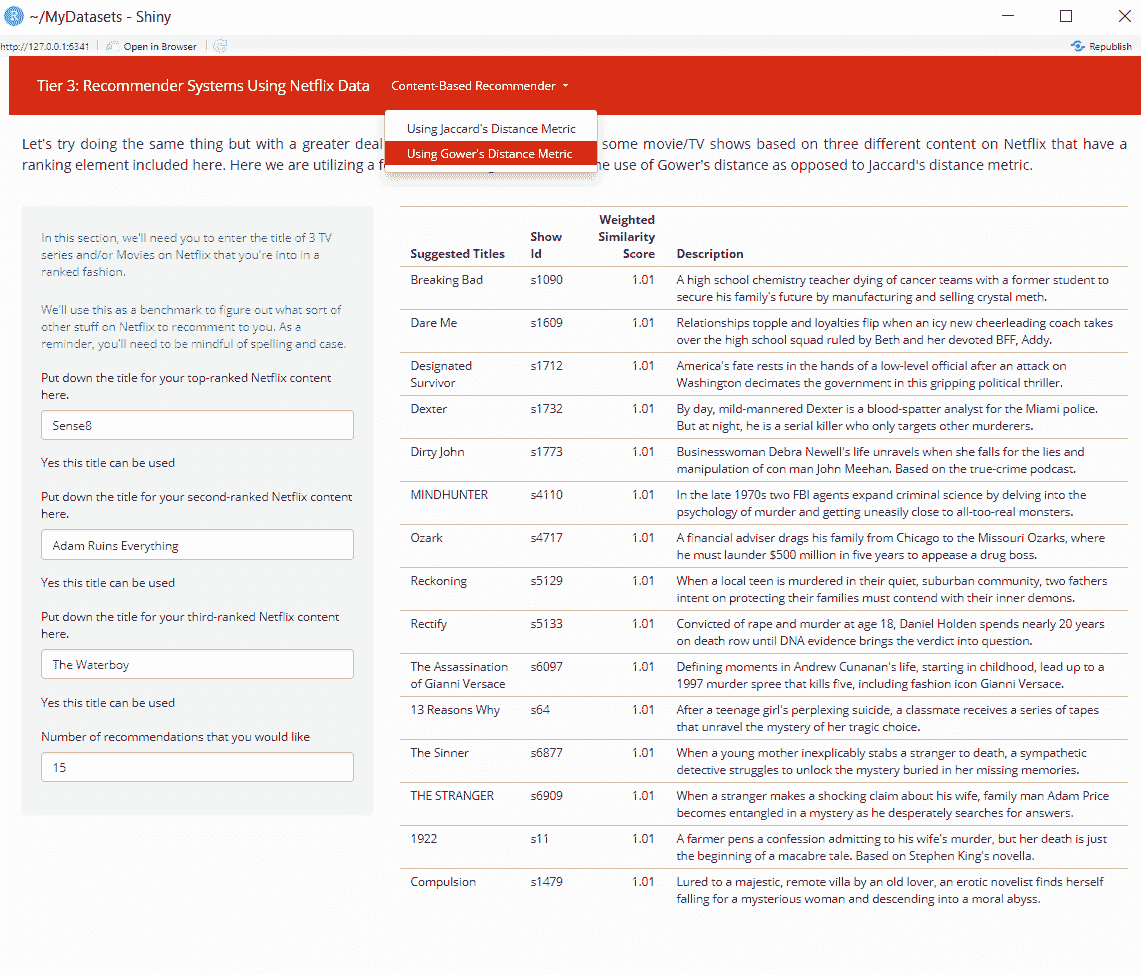 ~/MyDatasets - Shiny
http://127.0.0.1:6341 Open in Browser Republish
Tier 3: Recommender Systems Using Netflix Data Content-Based Recommender
Using Jaccard's Distance Metric
Using Gower's Distance Metric
Let's try doing the same thing but with a greater deal some movie/TV shows based on three different content on Netflix that have a
ranking element included here. Here we are utilizing a use of Gower's distance as opposed to Jaccard's distance metric.
In this section, we'll need you to enter the title of 3 TV
series and/or Movies on Netflix that you're into in a
ranked fashion.
We'll use this as a benchmark to figure out what sort of
other stuff on Netflix to recomment to you. As a
reminder, you'll need to be mindful of spelling and case.
Put down the title for your top-ranked Netflix content
here.
Sense8
Yes this title can be used
Put down the title for your second-ranked Netflix content
here.
Adam Ruins Everything
Yes this title can be used
Put down the title for your third-ranked Netflix content
here.
The Waterboy
Yes this title can be used
Number of recommendations that you would like
15
Suggested Titles Show Id Weighted Similarity Score Description
Breaking Bad s1090 1.01 A high school chemistry teacher dying of cancer teams with a former student to
secure his family's future by manufacturing and selling crystal meth.
Dare Me s1609 1.01 Relationships topple and loyalties flip when an icy new cheerleading coach takes
over the high school squad ruled by Beth and her devoted BFF, Addy.
Designated s1712 1.01 America's fate rests in the hands of a low-level official after an attack on
Survivor Washington decimates the government in this gripping political thriller.
Dexter s1732 1.01 By day, mild-mannered Dexter is a blood-spatter analyst for the Miami police.
But at night, he is a serial killer who only targets other murderers.
Dirty John s1773 1.01 Businesswoman Debra Newell's life unravels when she falls for the lies and
manipulation of con man John Meehan. Based on the true-crime podcast.
MINDHUNTER s4110 1.01 In the late 1970s two FBI agents expand criminal science by delving into the
psychology of murder and getting uneasily close to all-too-real monsters.
Ozark s4717 1.01 A financial adviser drags his family from Chicago to the Missouri Ozarks, where
he must launder $500 million in five years to appease a drug boss.
Reckoning s5129 1.01 When a local teen is murdered in their quiet, suburban community, two fathers
intent on protecting their families must contend with their inner demons.
Rectify s5133 1.01 Convicted of rape and murder at age 18, Daniel Holden spends nearly 20 years
on death row until DNA evidence brings the verdict into question.
The Assassination s6097 1.01 Defining moments in Andrew Cunanan's life, starting in childhood, lead up to a
of Gianni Versace 1997 murder spree that kills five, including fashion icon Gianni Versace.
13 Reasons Why s64 1.01 After a teenage girl's perplexing suicide, a classmate receives a series of tapes
that unravel the mystery of her tragic choice.
The Sinner s6877 1.01 When a young mother inexplicably stabs a stranger to death, a sympathetic
detective struggles to unlock the mystery buried in her missing memories.
THE STRANGER s6909 1.01 When a stranger makes a shocking claim about his wife, family man Adam Price
becomes entangled in a mystery as he desperately searches for answers.
1922 s11 1.01 A farmer pens a confession admitting to his wife's murder, but her death is just
the beginning of a macabre tale. Based on Stephen King's novella.
Compulsion s1479 1.01 Lured to a majestic, remote villa by an old lover, an erotic novelist finds herself
falling for a mysterious woman and descending into a moral abyss.